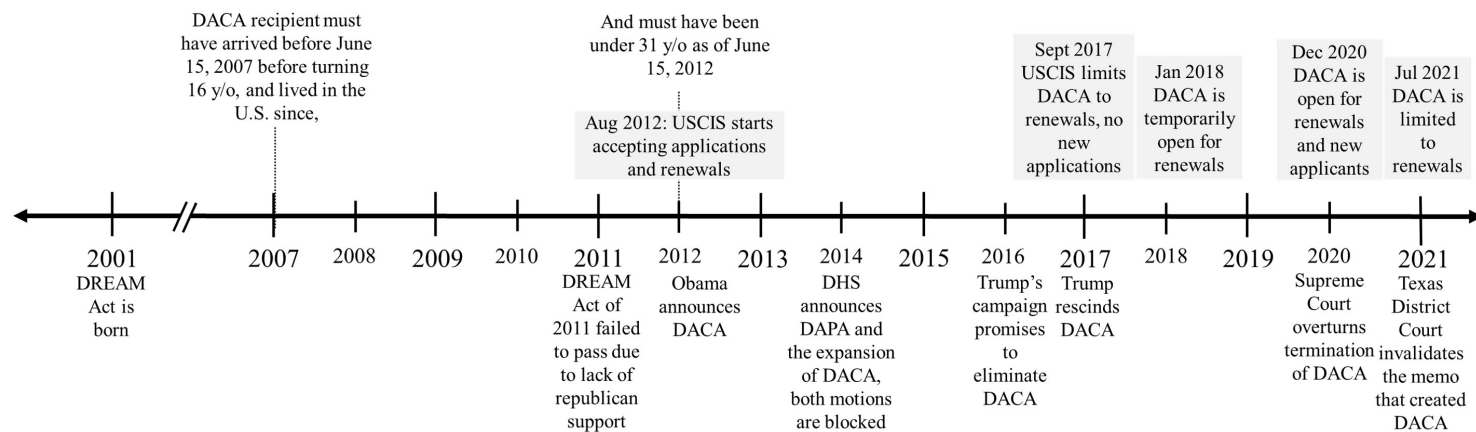 DACA recipient must
have arrived before June
15, 2007 before turning
16 y/o, and lived in the
U.S. since,
And must have been
under 31 y/o as of June
15, 2012
Aug 2012: USCIS starts
accepting applications
and renewals
Sept 2017
USCIS limits
DACA to
renewals, no
new
applications
Jan 2018
DACA is
temporarily
open for
renewals
Dec 2020
DACA is
open for
renewals
and new
applicants
Jul 2021
DACA is
limited
to
renewals
2001
DREAM
Act is
born
2007
2008
2009
2010
2011
DREAM
Act of
2011 failed
to pass due
to lack of
republican
support
2012
Obama
announces
DACA
2013
2014
DHS
announces
DAPA and
the expansion
of DACA,
both motions
are blocked
2015
2016
Trump's
campaign
promises
to
eliminate
DACA
2017
Trump
rescinds
DACA
2018
2019
2020
Supreme
Court
overturns
termination
of DACA
2021
Texas
District
Court
invalidates
the memo
that created
DACA